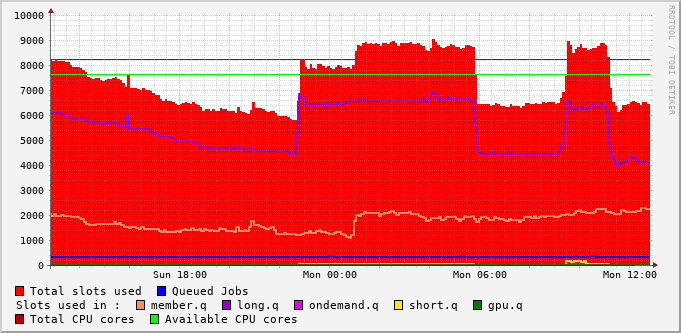 10000
9000
8000
7000
6000
5000
4000
3000
2000
1000
0
Sun 18:00 Mon 00:00 Mon 06:00 Mon 12:00
Total slots used Queued Jobs
Slots used in : member.q long.q ondemand.q short.q gpu.q
Total CPU cores Available CPU cores
RRDTOOL / TOBI OETIKER